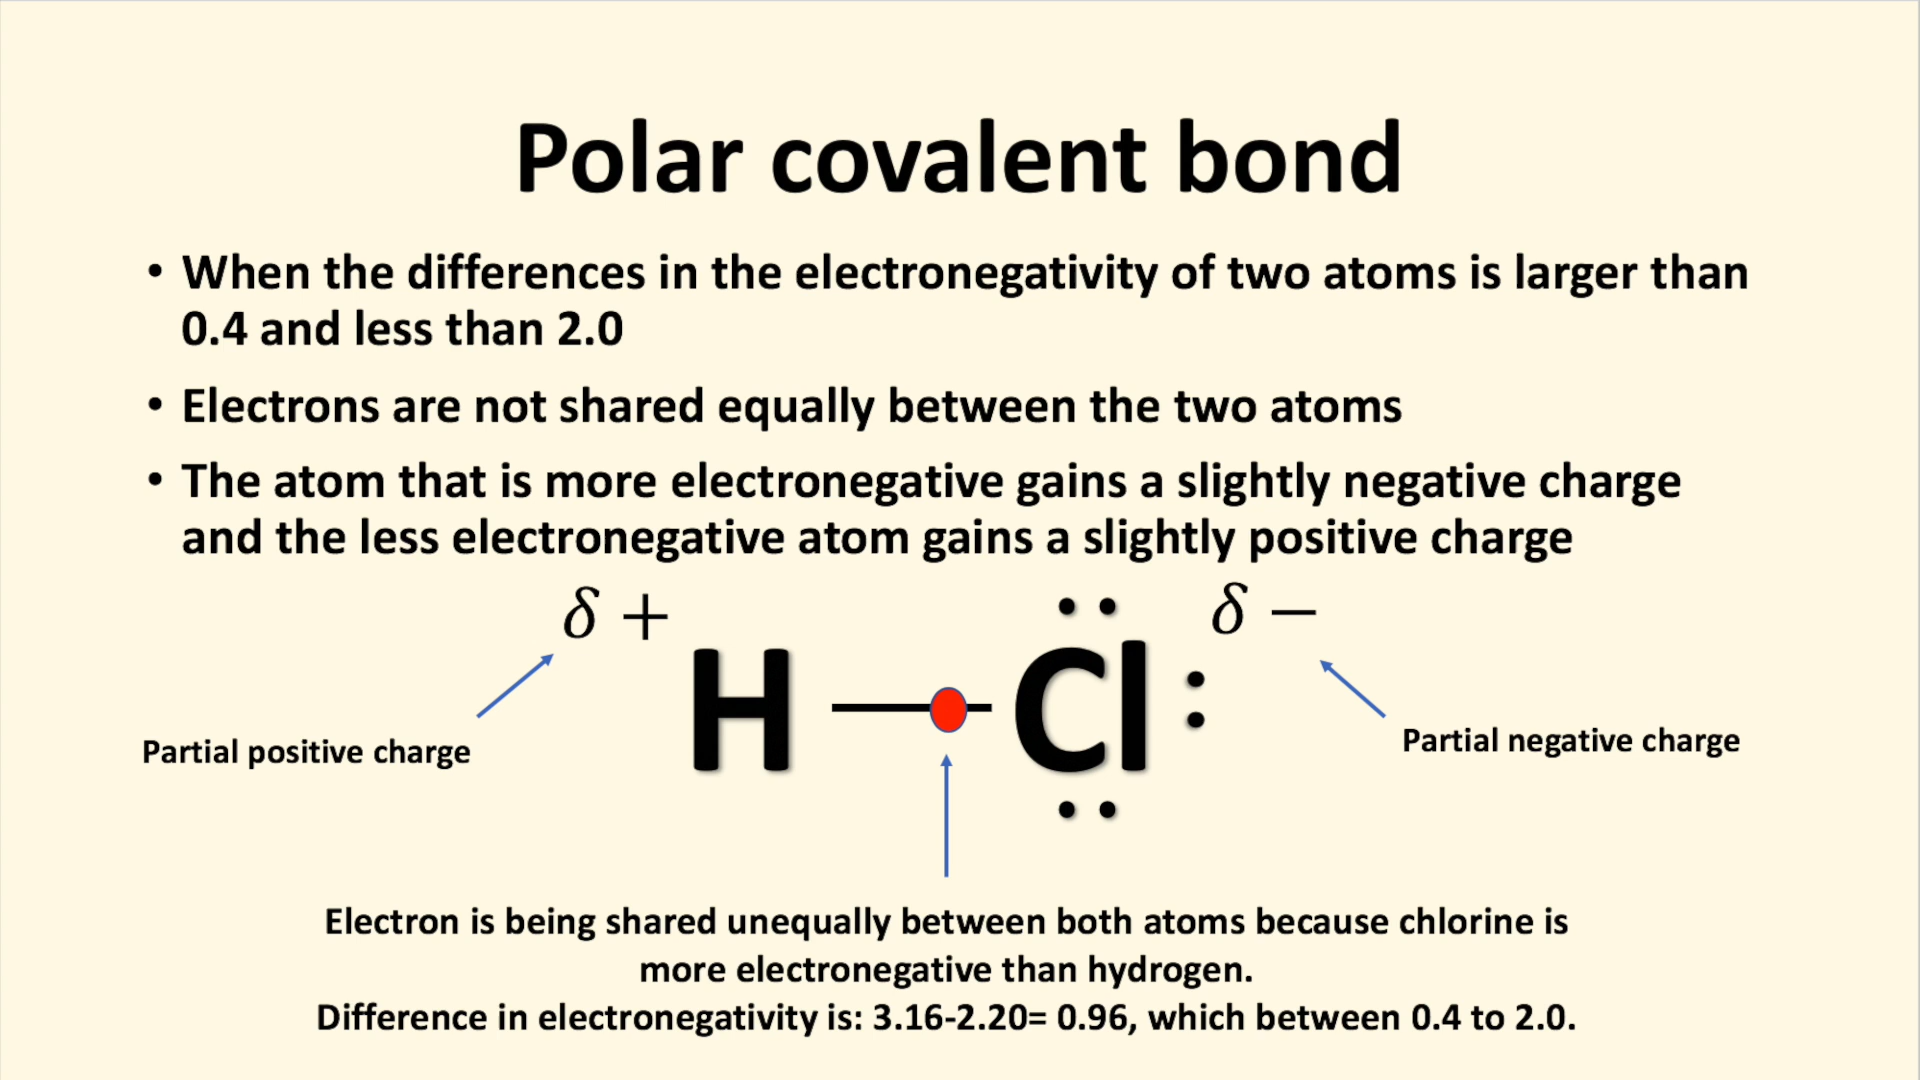 Polar covalent bond
• When the differences in the electronegativity of two atoms is larger than
0.4 and less than 2.0
• Electrons are not shared equally between the two atoms
• The atom that is more electronegative gains a slightly negative charge
and the less electronegative atom gains a slightly positive charge
δ + δ −
H Cl
Partial positive charge
Partial negative charge
Electron is being shared unequally between both atoms because chlorine is
more electronegative than hydrogen.
Difference in electronegativity is: 3.16-2.20= 0.96, which between 0.4 to 2.0.